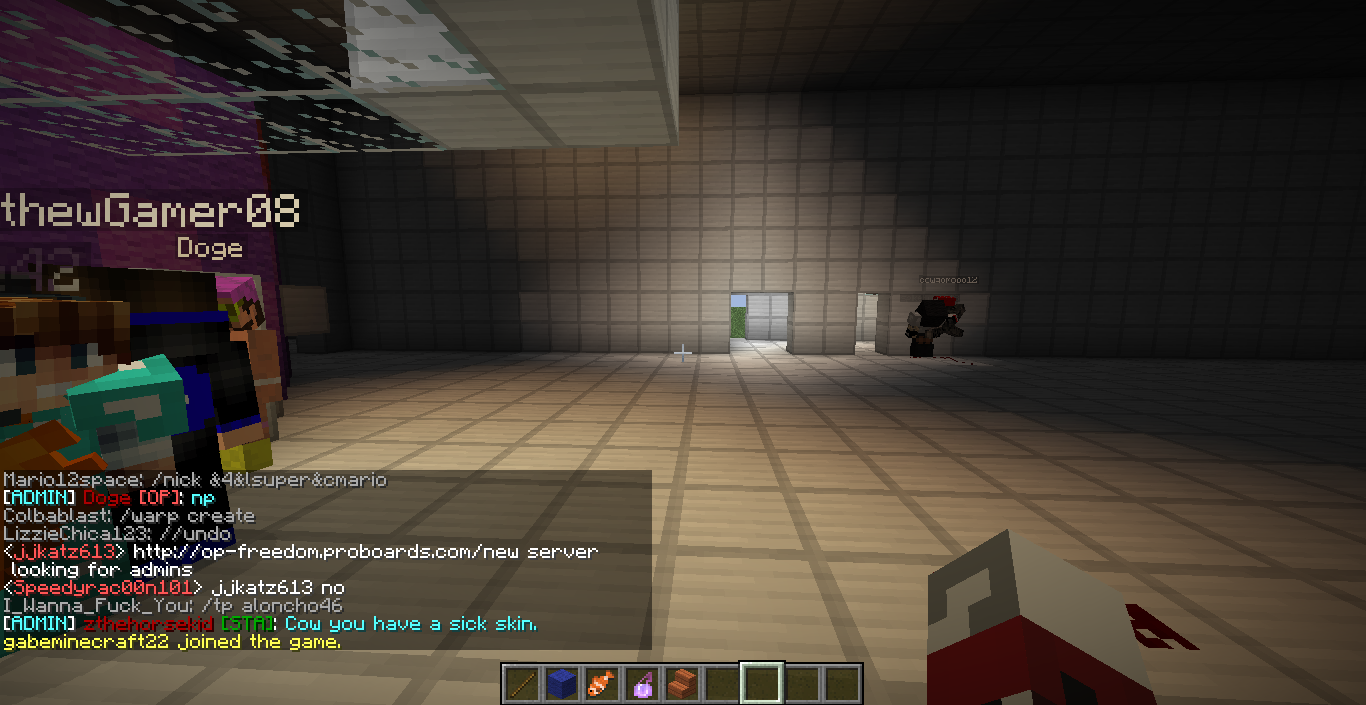 thewGamer08
Doge
Mario12space: /nick &4&lsuper&cmario
[ADMIN] Doge [OP]: np
Colbablast: /warp create
LizzieChica123: //undo
<jjkatz613> http://op-freedom.proboards.com/new server
looking for admins
<Speedyrac00n101> jjkatz613 no
I_Wanna_Fuck_You: /tp aloncho46
[ADMIN] zthehorsekid [STA]: Cow you have a sick skin.
gabeminecraft22 joined the game.